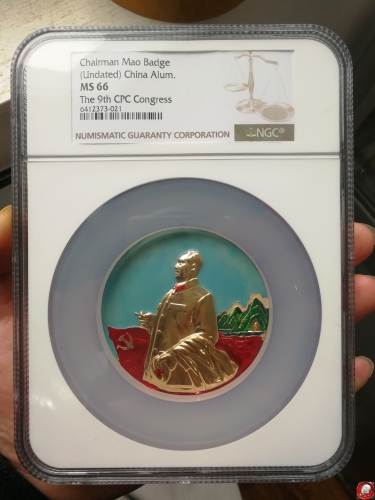 Chairman Mao Badge
(Undated) China Alum.
MS 66
The 9th CPC Congress
6412373-021
NUMISMATIC GUARANTY CORPORATION
NGC®